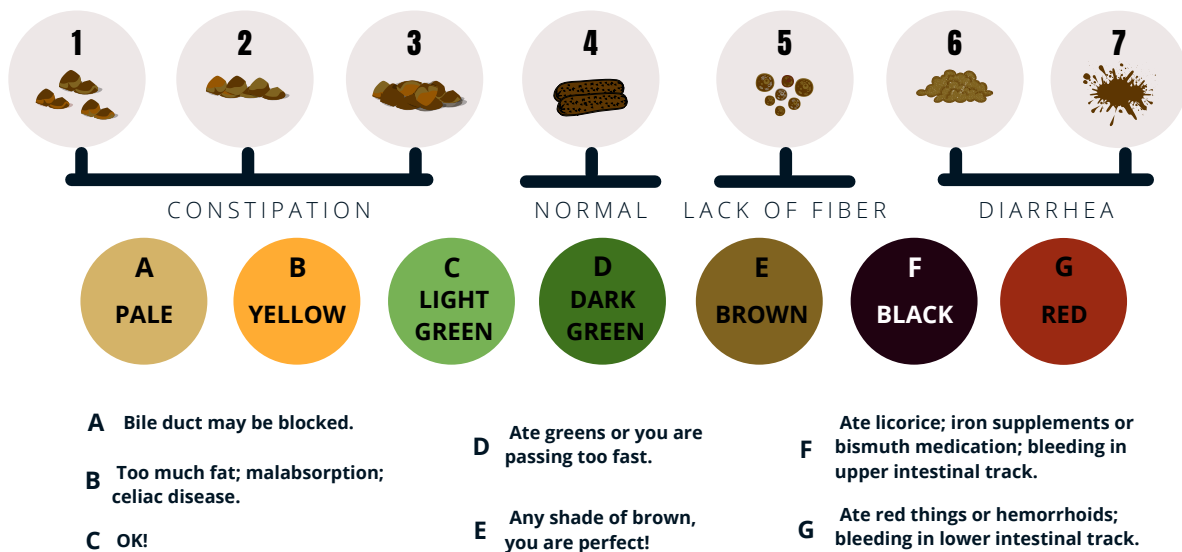 1 2 3 4 5 6 7
CONSTIPATION NORMAL LACK OF FIBER DIARRHEA
A B C D E F G
PALE YELLOW LIGHT GREEN DARK GREEN BROWN BLACK RED
A Bile duct may be blocked.
B Too much fat; malabsorption;
celiac disease.
C OK!
D Ate greens or you are
passing too fast.
E Any shade of brown,
you are perfect!
F Ate licorice; iron supplements or
bismuth medication; bleeding in
upper intestinal track.
G Ate red things or hemorrhoids;
bleeding in lower intestinal track.